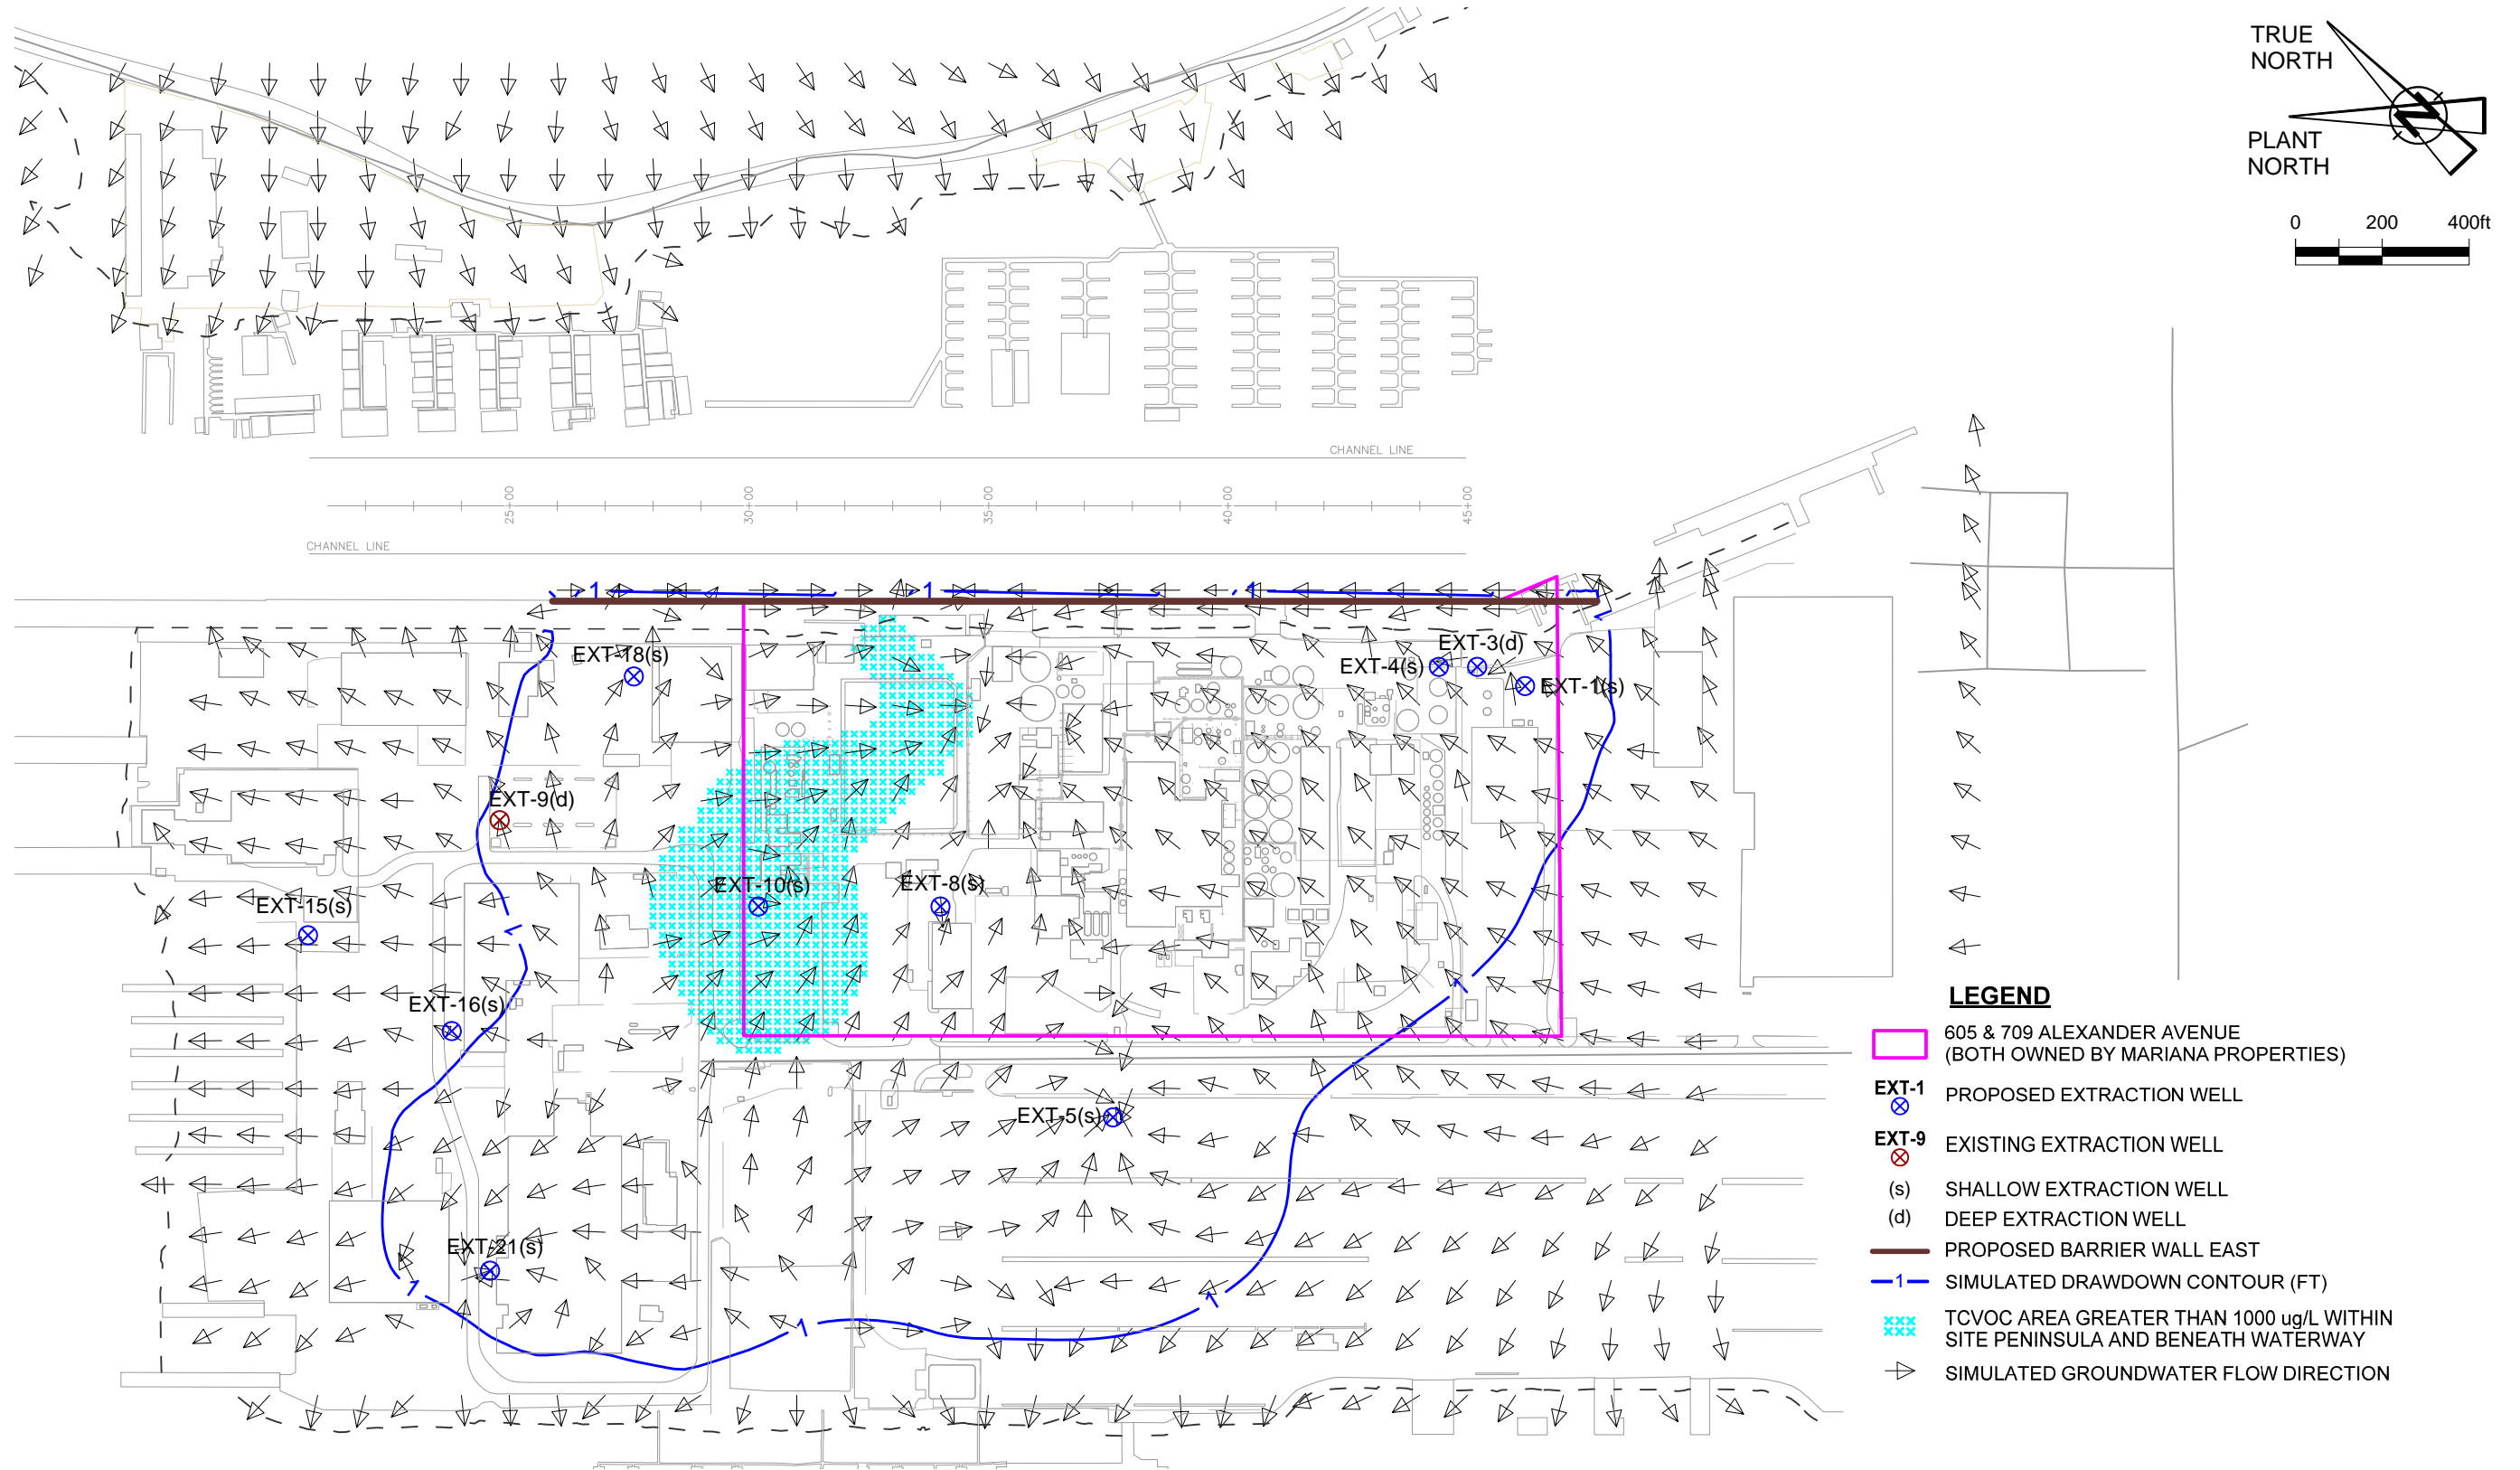 TRUE
NORTH
PLANT
NORTH
0 200 400ft
CHANNEL LINE
25+00 30+00 35+00 40+00 45+00
CHANNEL LINE
1 1 1
EXT-18(s)
EXT-3(d)
EXT-4(s)
EXT-1(s)
1
EXT-9(d)
EXT-10(s)
EXT-8(s)
EXT-15(s)
1
EXT-16(s)
1
EXT-5(s)
EXT-21(s)
1
1
1
LEGEND
605 & 709 ALEXANDER AVENUE
(BOTH OWNED BY MARIANA PROPERTIES)
EXT-1
PROPOSED EXTRACTION WELL
EXT-9
EXISTING EXTRACTION WELL
(s) SHALLOW EXTRACTION WELL
(d) DEEP EXTRACTION WELL
PROPOSED BARRIER WALL EAST
1 SIMULATED DRAWDOWN CONTOUR (FT)
TCVOC AREA GREATER THAN 1000 ug/L WITHIN
SITE PENINSULA AND BENEATH WATERWAY
SIMULATED GROUNDWATER FLOW DIRECTION